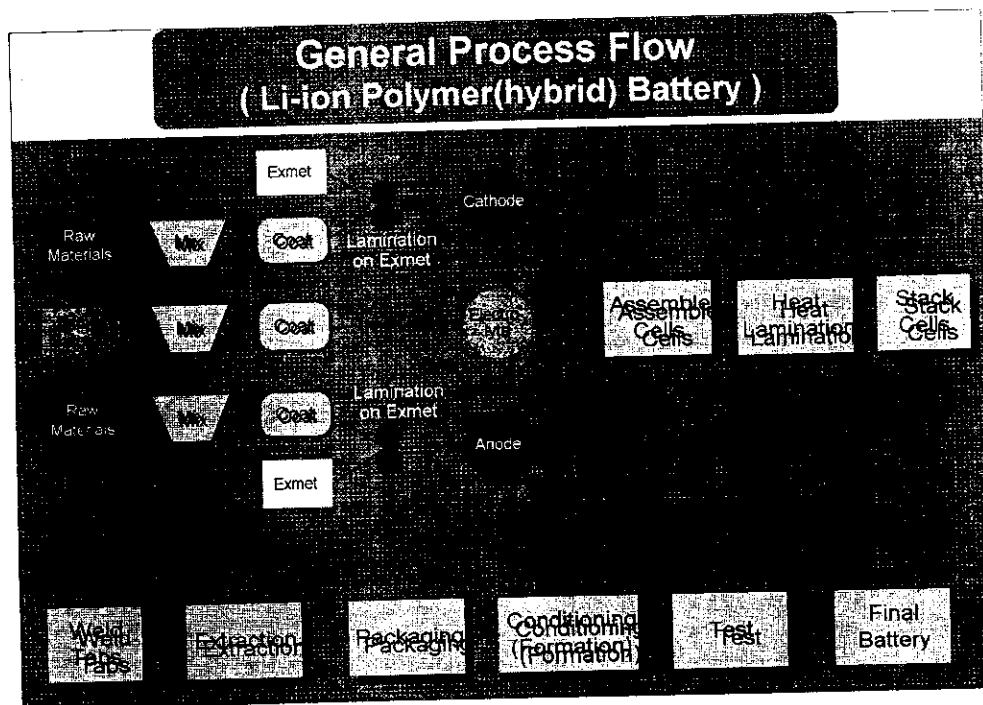 General Process Flow
( Li-ion Polymer(hybrid) Battery )
Exmet
Cathode
Raw
Materials
Mix
Coat
Lamination
on Exmet
Mix
Coat
Assemble
Cells
Heat
Lamination
Stack
Cells
Raw
Materials
Mix
Coat
Lamination
on Exmet
Anode
Exmet
Weld
Tabs
Extraction
Packaging
Conditioning
(Formation)
Test
Final
Battery